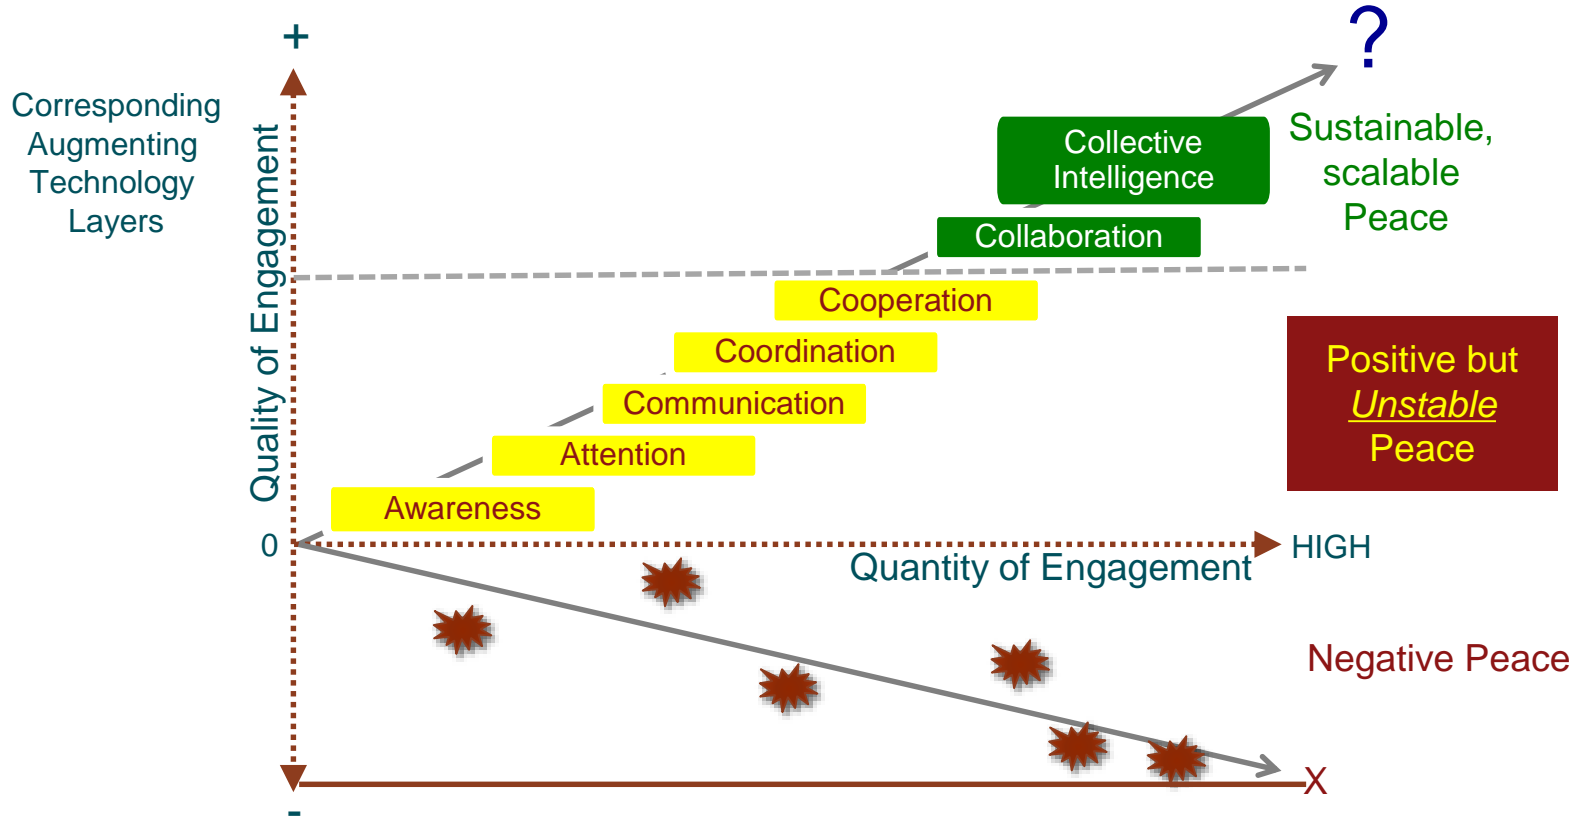 +
?
Corresponding
Augmenting
Technology
Layers
Quality of Engagement
Collective
Intelligence
Sustainable,
scalable
Peace
Collaboration
Cooperation
Coordination
Communication
Attention
Awareness
Positive but
Unstable
Peace
0
HIGH
Quantity of Engagement
Negative Peace
X
-